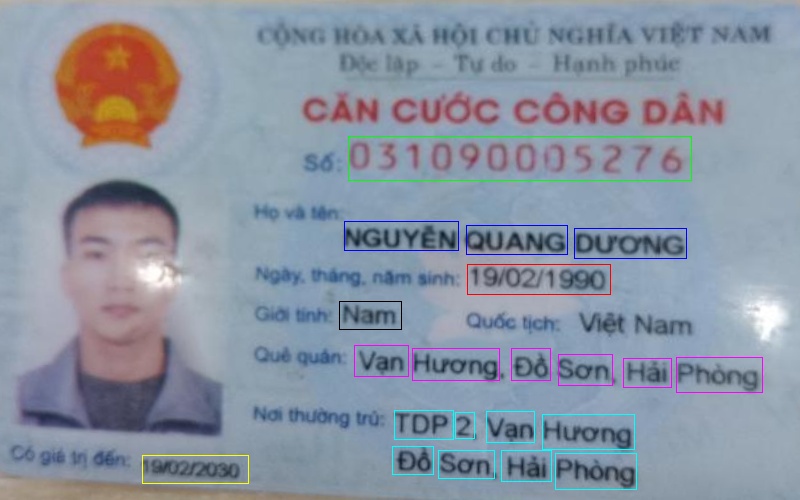 CỘNG HÒA XÃ HỘI CHỦ NGHĨA VIỆT NAM
Độc lập - Tự do - Hạnh phúc
CĂN CƯỚC CÔNG DÂN
Số: 031090005276
Họ và tên:
NGUYỄN QUANG DƯƠNG
Ngày, tháng, năm sinh: 19/02/1990
Giới tính: Nam Quốc tịch: Việt Nam
Quê quán: Vạn Hương, Đồ Sơn, Hải Phòng
Nơi thường trú: TDP 2, Vạn Hương
Đồ Sơn, Hải Phòng
Có giá trị đến: 19/02/2030